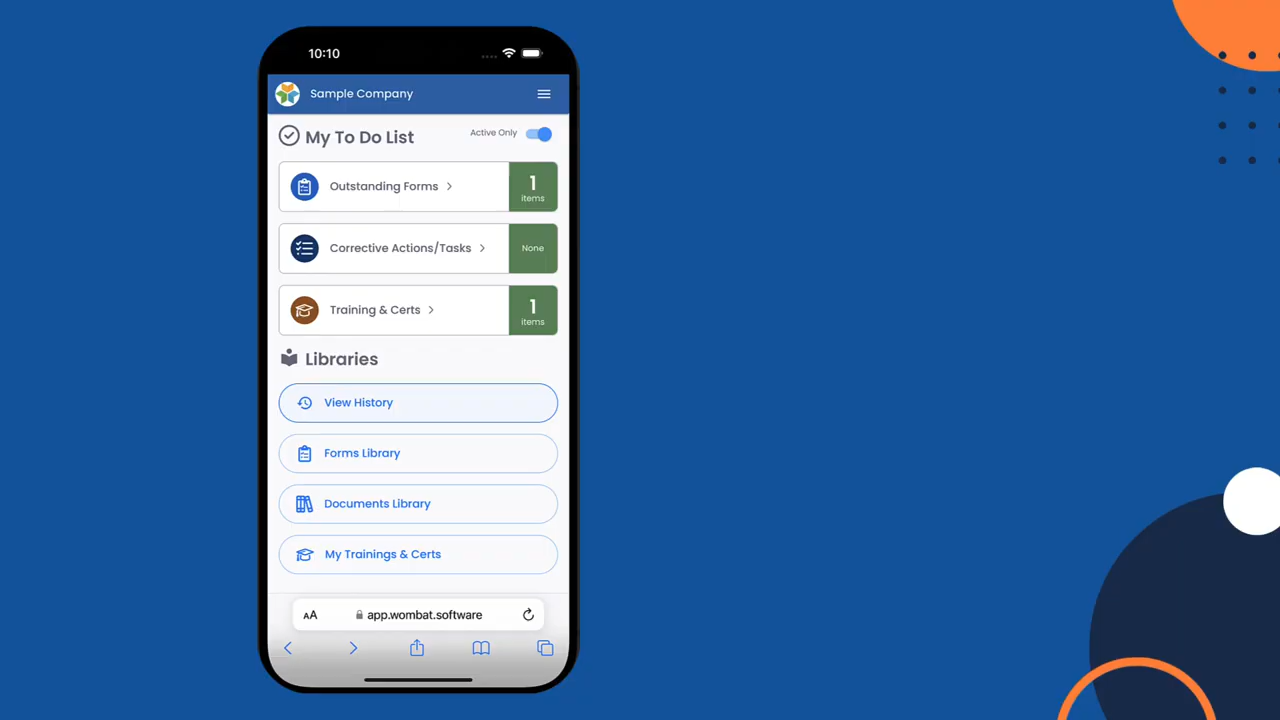 10:10
Sample Company
My To Do List
Active Only
Outstanding Forms
1
items
Corrective Actions/Tasks
None
Training & Certs
1
items
Libraries
View History
Forms Library
Documents Library
My Trainings & Certs
AA
app.wombat.software